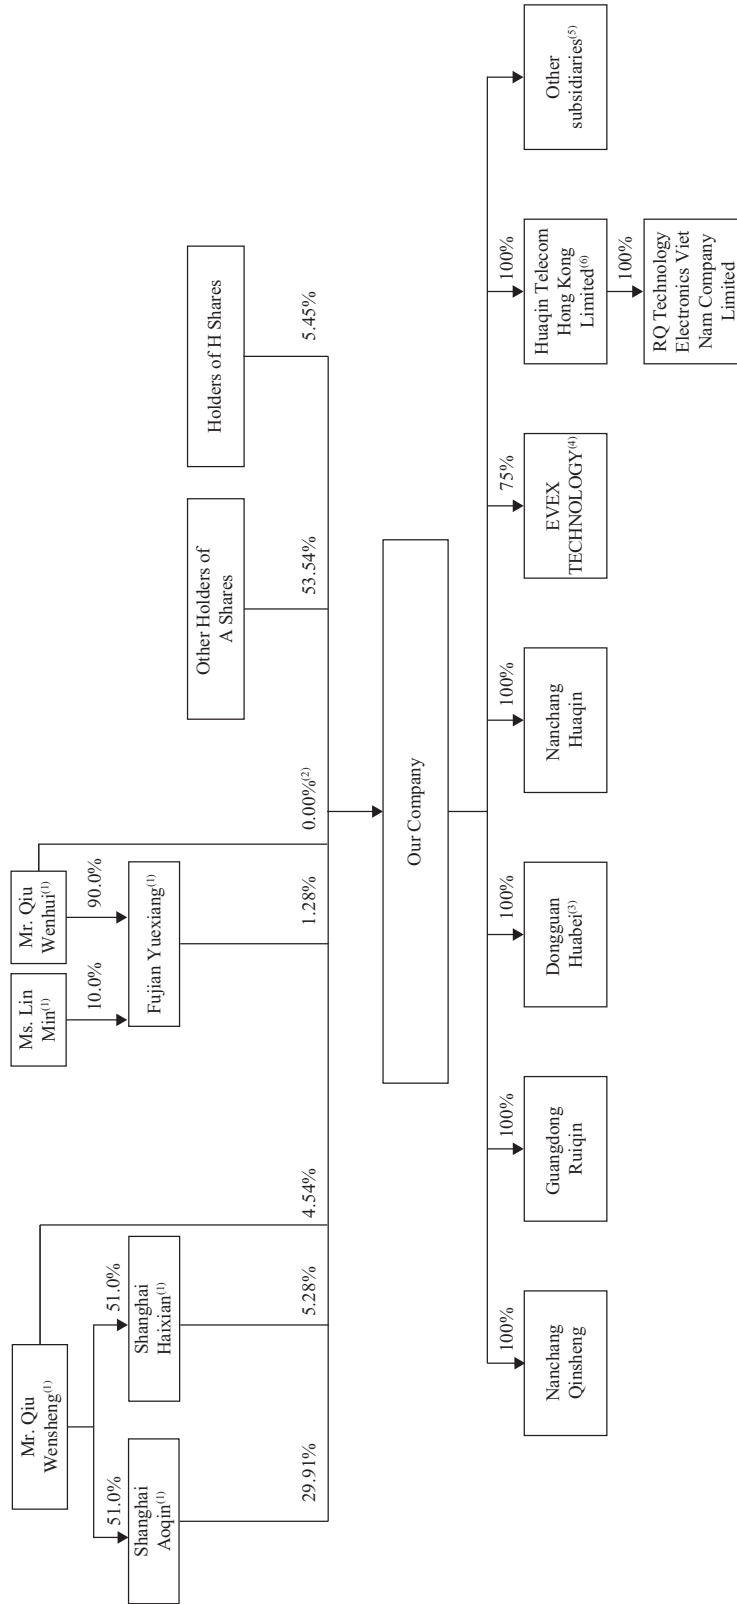 Mr. Qiu
Wensheng(1)
51.0%
51.0%
Shanghai
Aoqin(1)
Shanghai
Haixian(1)
29.91%
5.28%
4.54%
Ms. Lin
Min(1)
Mr. Qiu
Wenhui(1)
10.0%
90.0%
Fujian Yuexiang(1)
1.28%
0.00%(2)
Other Holders of
A Shares
53.54%
Holders of H Shares
5.45%
Our Company
100%
Nanchang
Qinsheng
100%
Guangdong
Ruiqin
100%
Dongguan
Huabei(3)
100%
Nanchang
Huaqin
75%
EVEX
TECHNOLOGY(4)
100%
Huaqin Telecom
Hong Kong
Limited(6)
100%
RQ Technology
Electronics Viet
Nam Company
Limited
Other
subsidiaries(5)